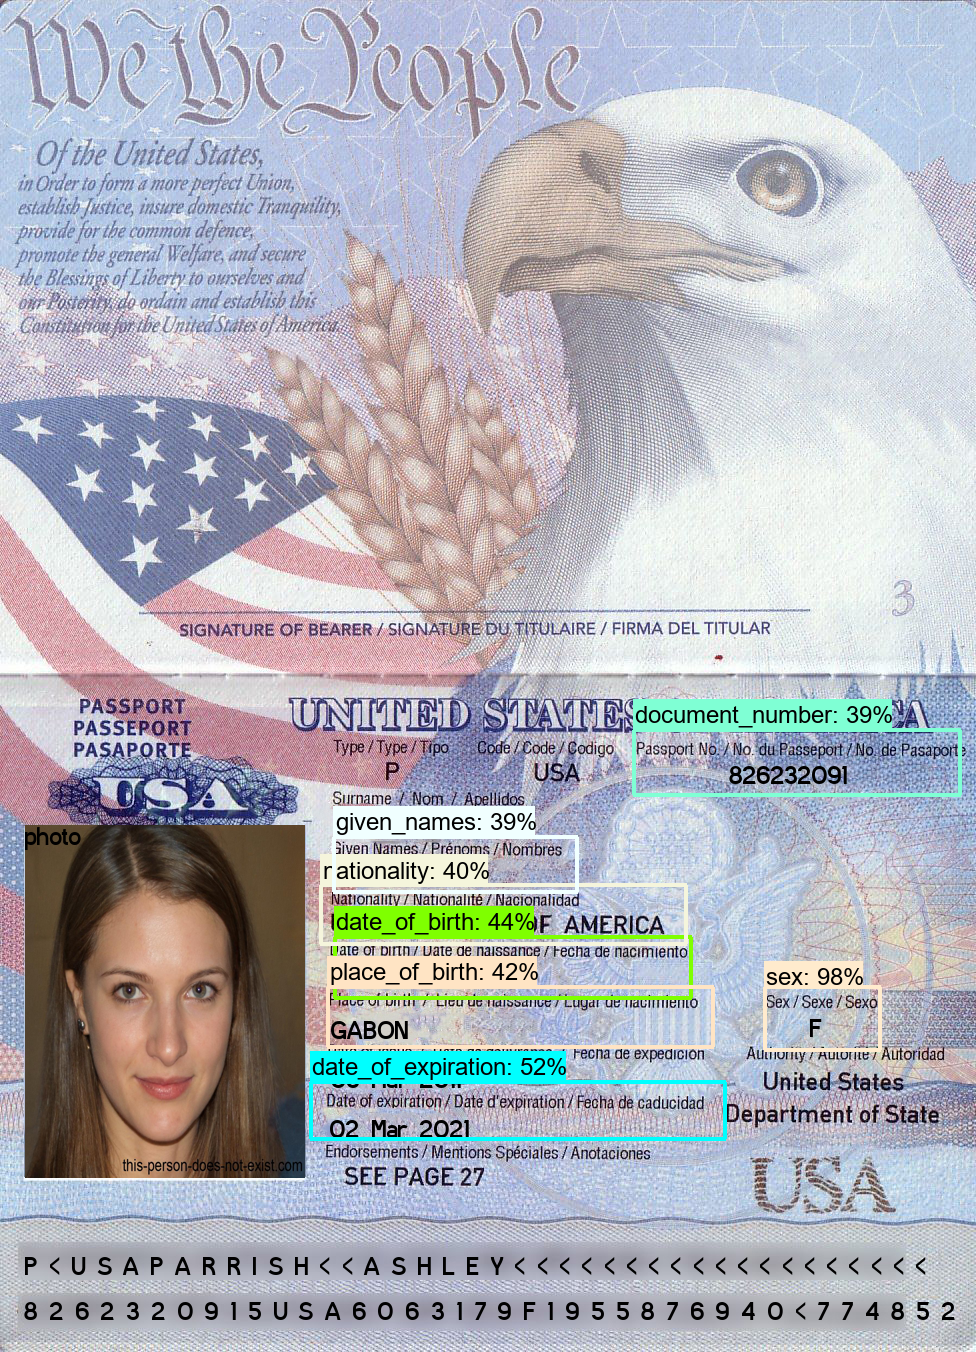 We the People
Of the United States,
in Order to form a more perfect Union,
establish Justice, insure domestic Tranquility,
provide for the common defence,
promote the general Welfare, and secure
the Blessings of Liberty to ourselves and
our Posterity, do ordain and establish this
Constitution for the United States of America.
3
SIGNATURE OF BEARER / SIGNATURE DU TITULAIRE / FIRMA DEL TITULAR
PASSPORT
PASSEPORT
PASAPORTE
USA
UNITED STATES
document_number: 39%
Type / Type / Tipo Code / Code / Codigo Passport No. / No. du Passeport / No. de Pasaporte
P USA 826232091
Surname / Nom / Apellidos
given_names: 39%
Given Names / Prénoms / Nombres
nationality: 40%
Nationality / Nationalité / Nacionalidad
date_of_birth: 44% OF AMERICA
Date of birth / Date de naissance / Fecha de nacimiento
place_of_birth: 42% sex: 98%
Place of birth / Lieu de naissance / Lugar de nacimiento Sex / Sexe / Sexo
GABON F
Fecha de expedicion Authority / Autorité / Autoridad
date_of_expiration: 52%
United States
Date of expiration / Date d'expiration / Fecha de caducidad
Department of State
02 Mar 2021
Endorsements / Mentions Spéciales / Anotaciones
SEE PAGE 27
USA
photo
this-person-does-not-exist.com
P<USAPARRISH<<ASHLEY<<<<<<<<<<<<<<<<<<
8262320915USA6063179F1955876940<774852